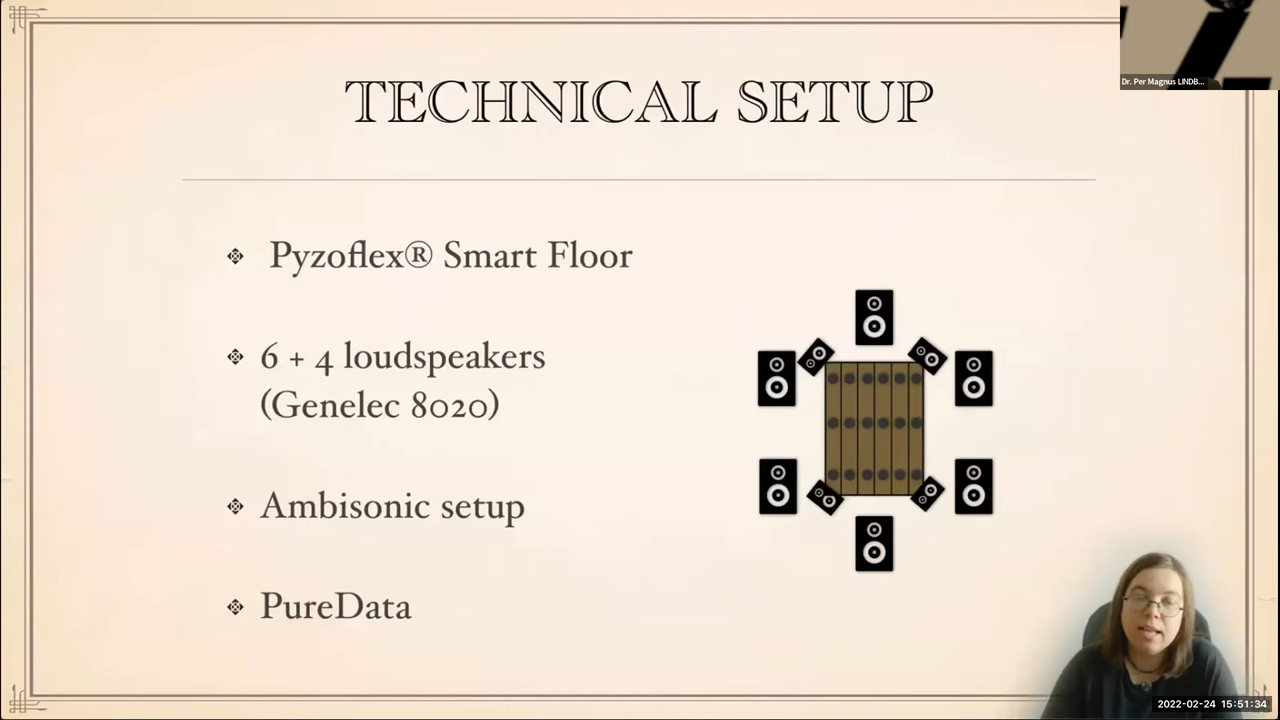 Dr. Per Magnus LINDB...
TECHNICAL SETUP
Pyzoflex® Smart Floor
6 + 4 loudspeakers
(Genelec 8020)
Ambisonic setup
PureData
2022-02-24 15:51:34